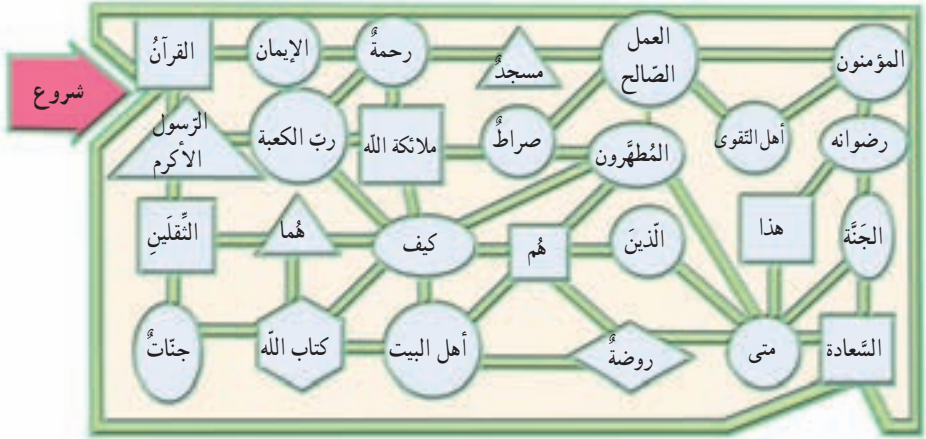 شروع
القرآنُ
الإيمان
رحمةٌ
مسجدٌ
العمل
الصّالح
المؤمنون
الرّسول
الأكرم
ربّ الكعبة
ملائكة اللّه
صراطٌ
المُطهَّرون
أهل التّقوى
رضوانه
الثِّقلَينِ
هُما
كيف
هُم
الّذينَ
هذا
الجَنَّة
جنّاتٌ
كتاب اللّه
أهل البيت
روضةٌ
متى
السَّعادة